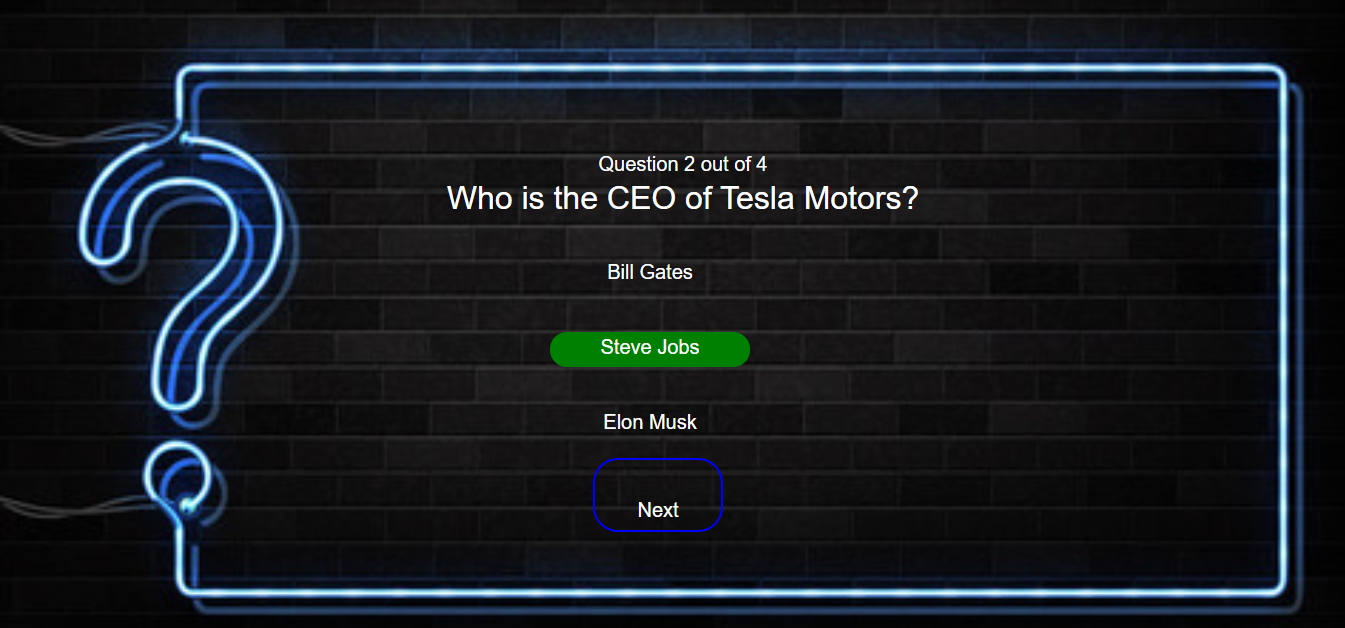 Question 2 out of 4
Who is the CEO of Tesla Motors?
Bill Gates
Steve Jobs
Elon Musk
Next